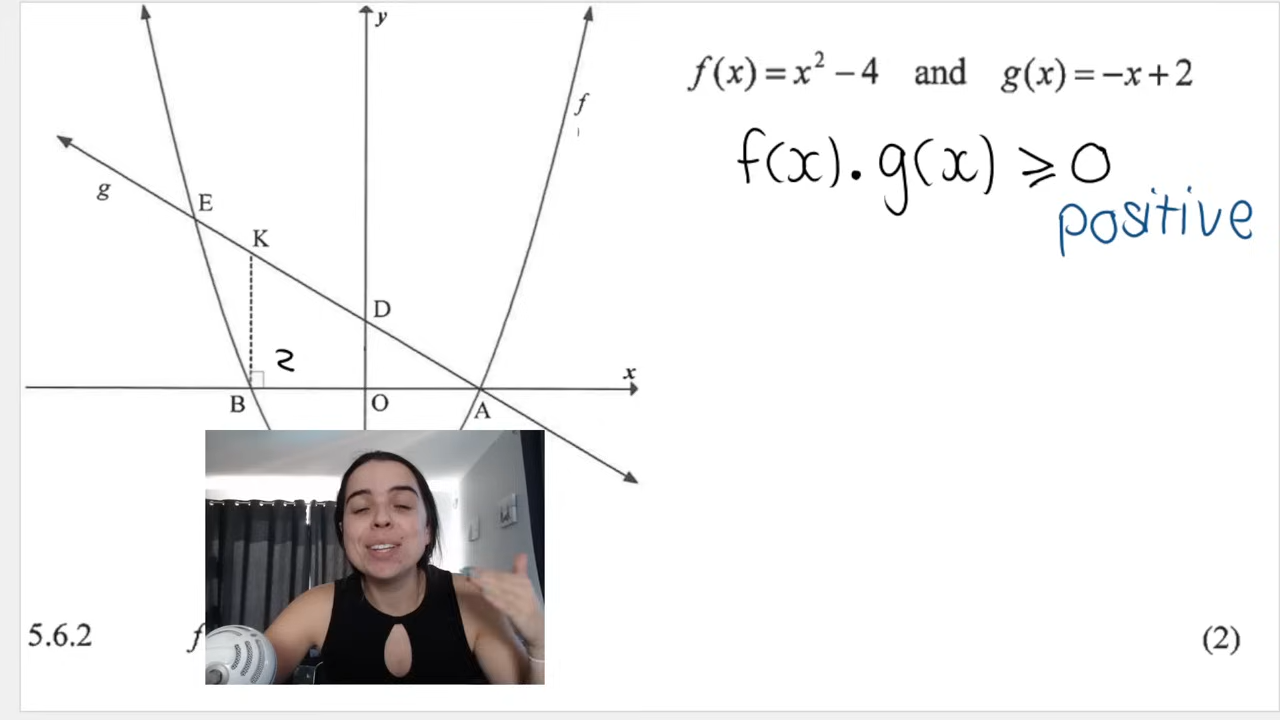 y
f(x) = x² − 4 and g(x) = −x + 2
f
f(x) . g(x) ⩾ 0
positive
g
E
K
D
2
x
B
O
A
5.6.2 f (2)